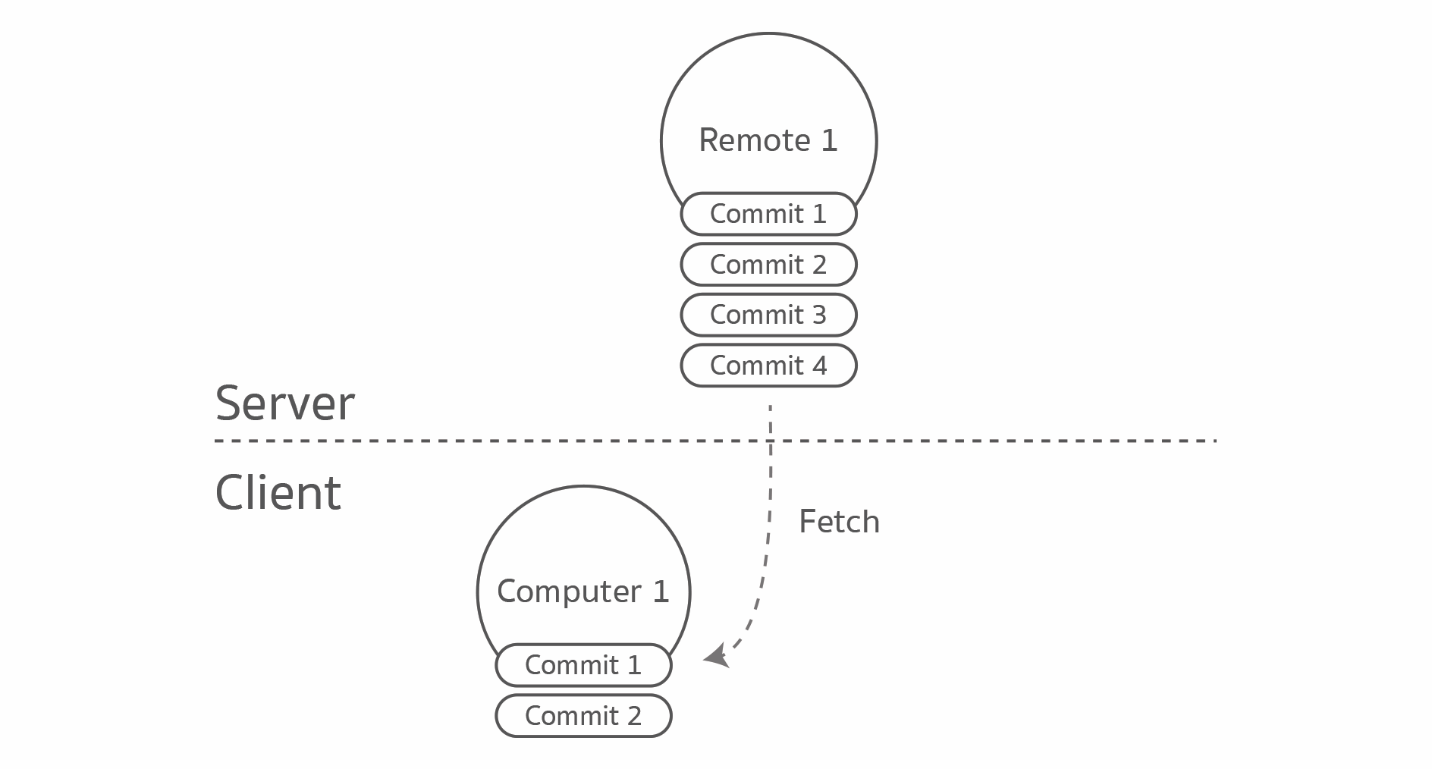 Remote 1
Commit 1
Commit 2
Commit 3
Commit 4
Server
Client
Fetch
Computer 1
Commit 1
Commit 2